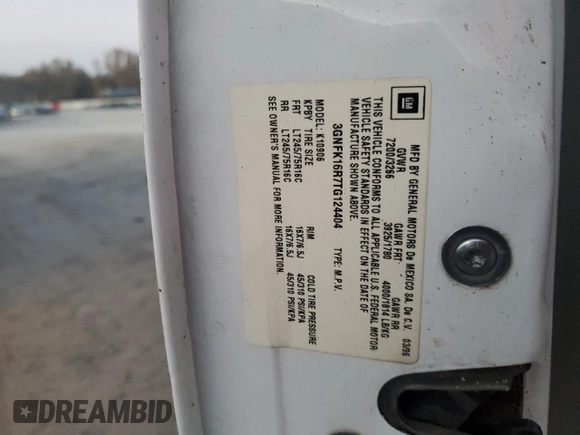 GM
MFD BY GENERAL MOTORS De MEXICO SA. De C.V. 03/96
GVWR GAWR FRT GAWR RR
7200/3266 3925/1780 4000/1814 LB/KG
THIS VEHICLE CONFORMS TO ALL APPLICABLE U.S. FEDERAL MOTOR
VEHICLE SAFETY STANDARDS IN EFFECT ON THE DATE OF
MANUFACTURE SHOWN ABOVE.
3GNFK16R7TG124404 TYPE: M.P.V.
MODEL: K10906
KPBY TIRE SIZE RIM COLD TIRE PRESSURE
FRT LT245/75R16C 16X7/6.5J 45/310 PSI/KPA
RR LT245/75R16C 16X7/6.5J 45/310 PSI/KPA
SEE OWNER'S MANUAL FOR MORE INFORMATION.
DREAMBID